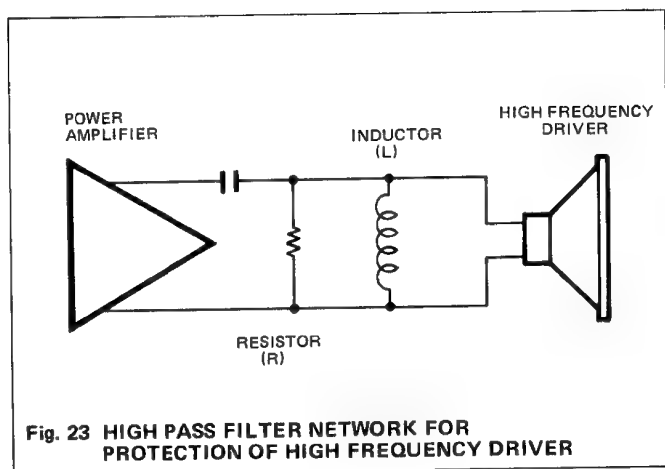 POWER
AMPLIFIER
INDUCTOR
(L)
HIGH FREQUENCY
DRIVER
RESISTOR
(R)
Fig. 23 HIGH PASS FILTER NETWORK FOR
PROTECTION OF HIGH FREQUENCY DRIVER